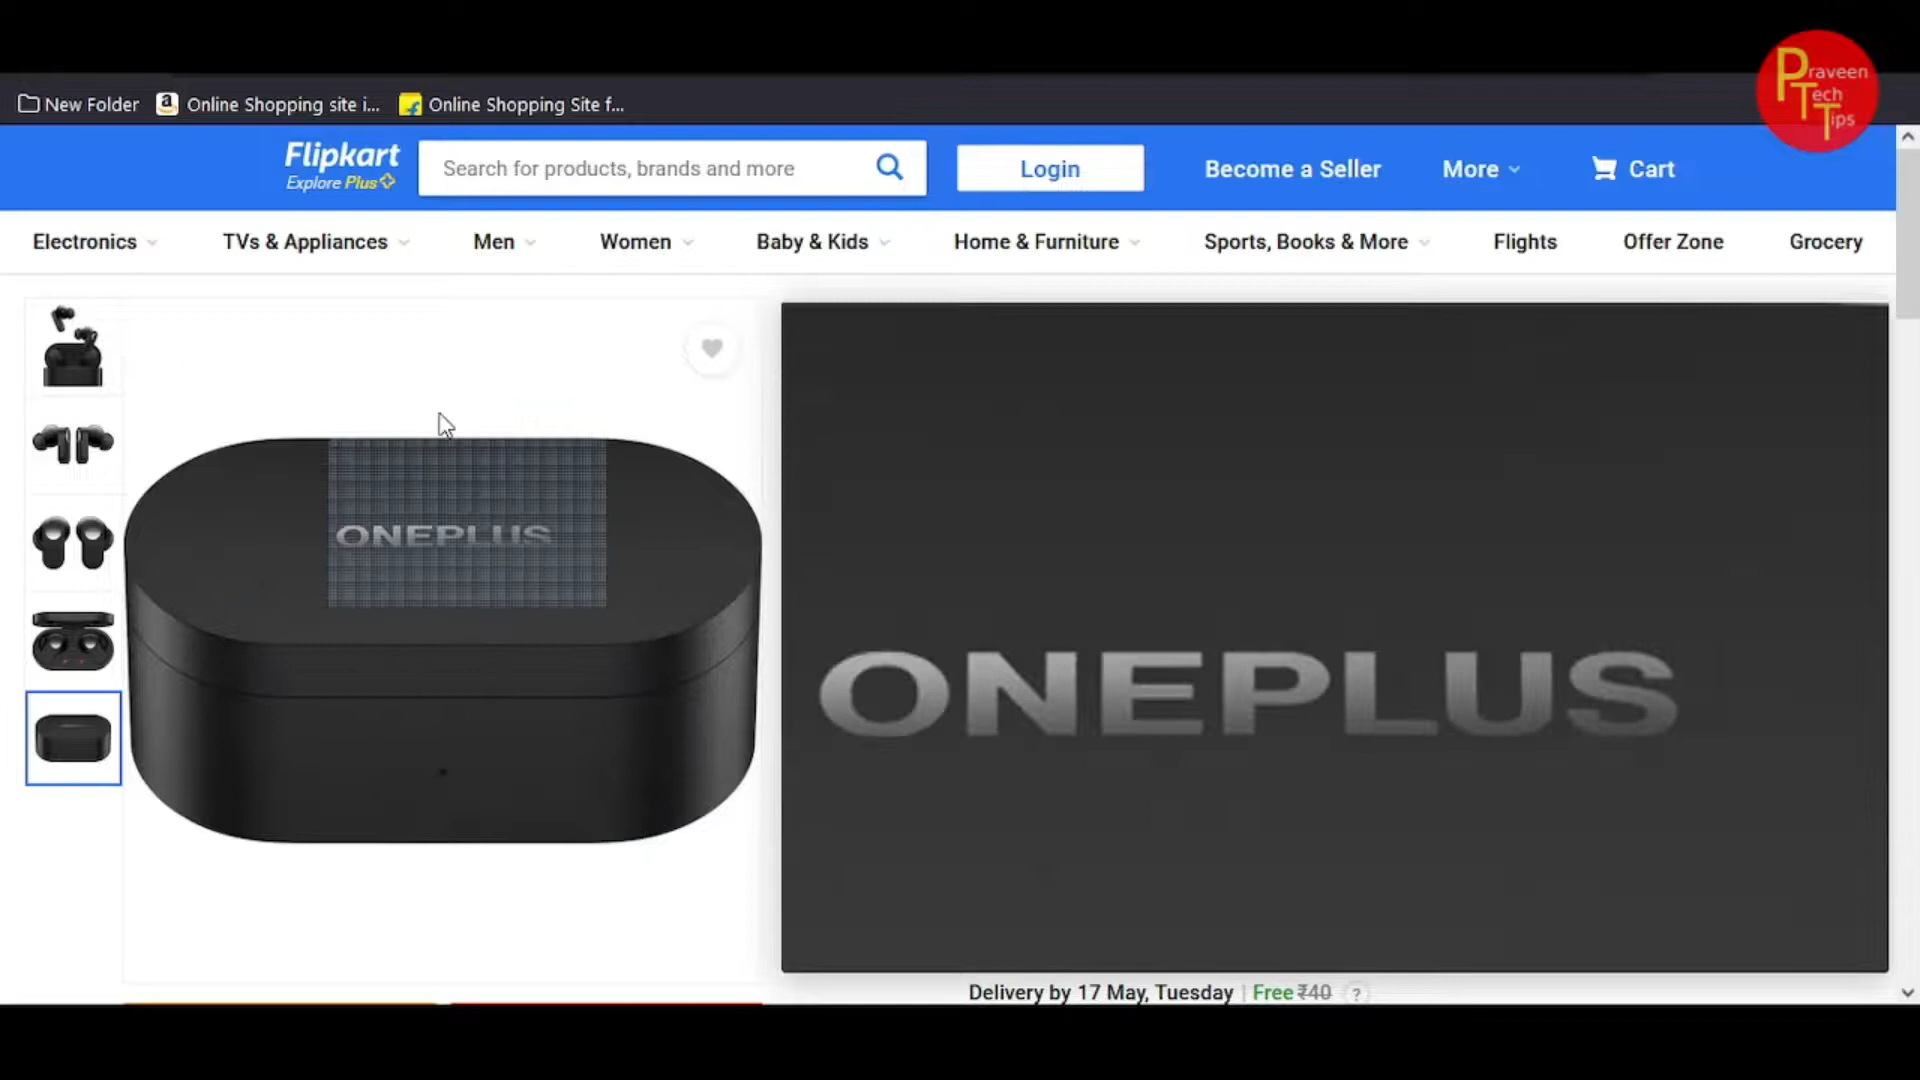 Praveen
Tech
Tips
New Folder
Online Shopping site i...
Online Shopping Site f...
Flipkart
Explore Plus
Search for products, brands and more
Login
Become a Seller
More
Cart
Electronics
TVs & Appliances
Men
Women
Baby & Kids
Home & Furniture
Sports, Books & More
Flights
Offer Zone
Grocery
ONEPLUS
ONEPLUS
Delivery by 17 May, Tuesday | Free ₹40 ?